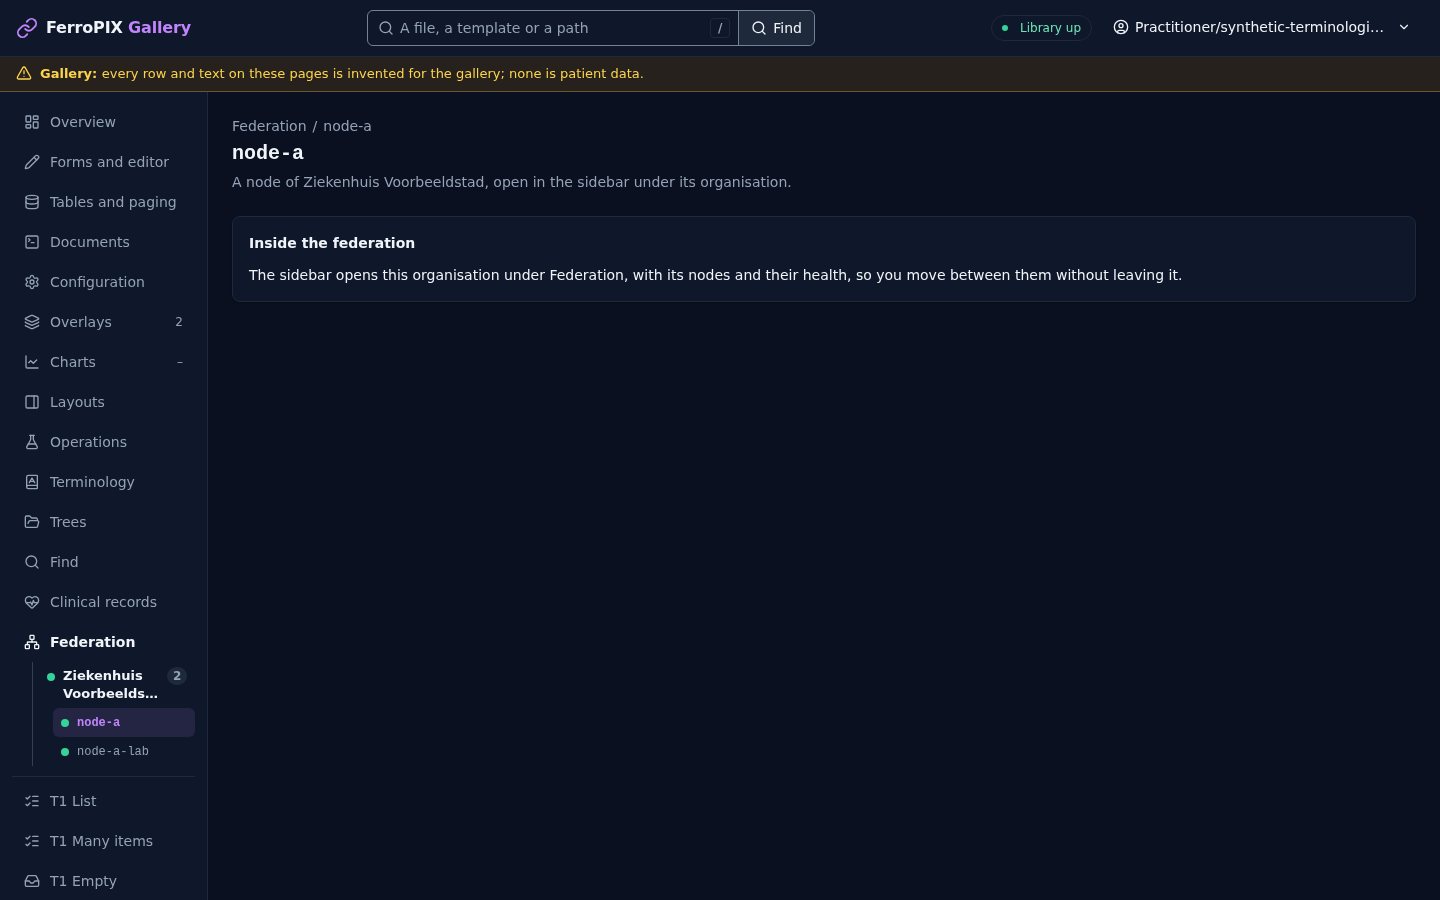 FerroPIX Gallery
A file, a template or a path
/
Find
Library up
Practitioner/synthetic-terminologi…
Gallery: every row and text on these pages is invented for the gallery; none is patient data.
Overview
Forms and editor
Tables and paging
Documents
Configuration
Overlays 2
Charts –
Layouts
Operations
Terminology
Trees
Find
Clinical records
Federation
Ziekenhuis 2
Voorbeelds…
node-a
node-a-lab
T1 List
T1 Many items
T1 Empty
Federation / node-a
node-a
A node of Ziekenhuis Voorbeeldstad, open in the sidebar under its organisation.
Inside the federation
The sidebar opens this organisation under Federation, with its nodes and their health, so you move between them without leaving it.